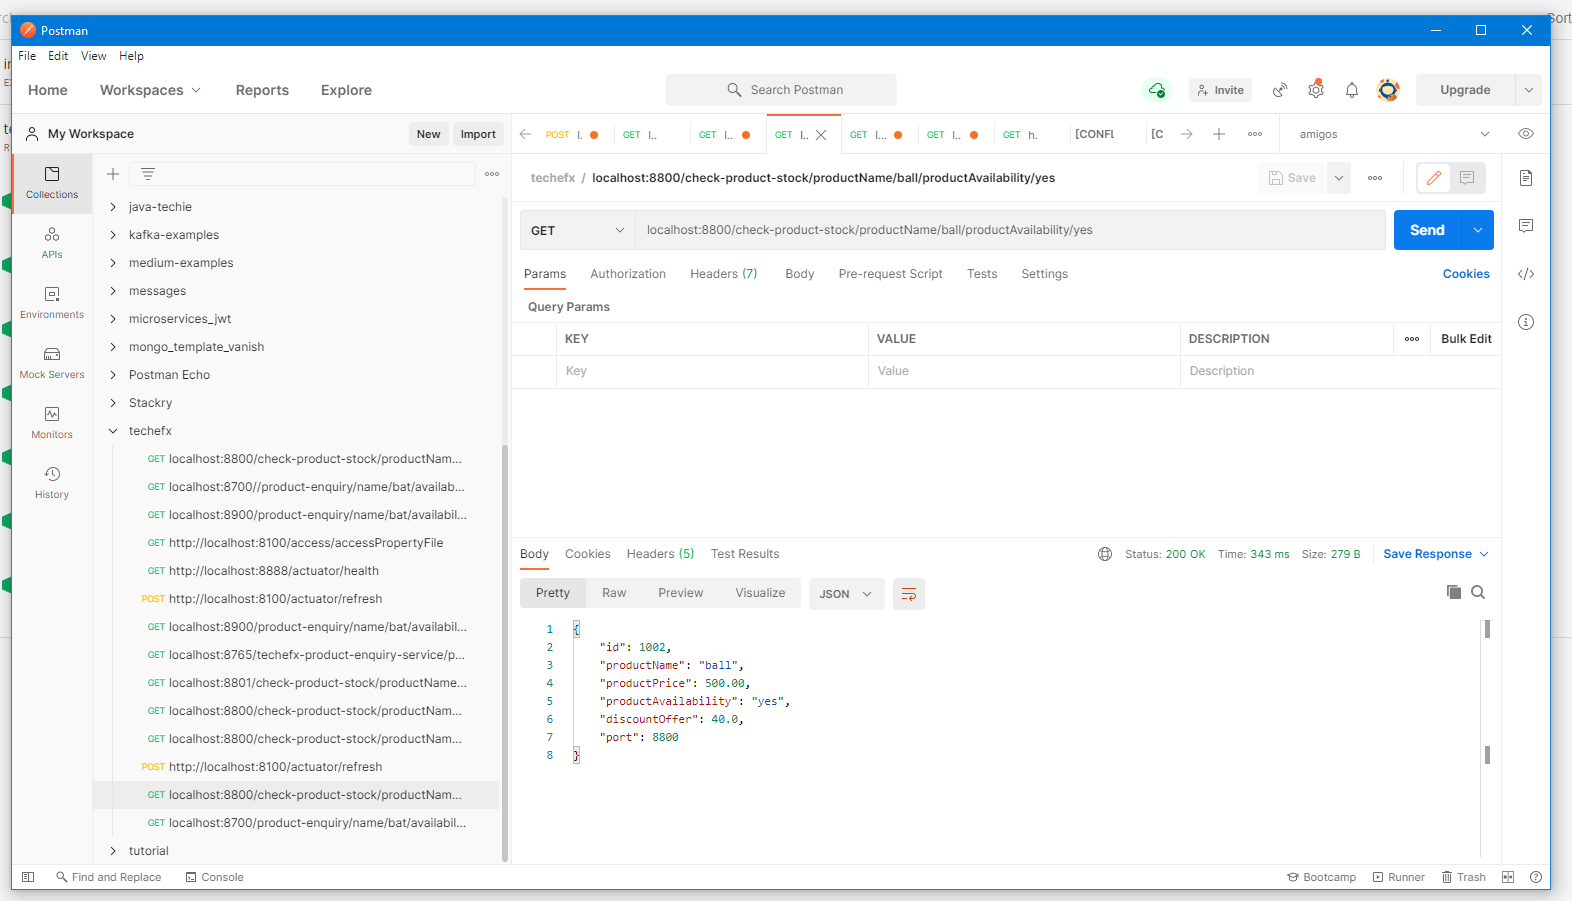 Postman
File Edit View Help
Home Workspaces Reports Explore Search Postman Invite Upgrade
My Workspace New Import
POST l. GET l.. GET l.. GET l.. GET l... GET l.. GET h. [CONFL [C amigos
Collections
APIs
Environments
Mock Servers
Monitors
History
java-techie
kafka-examples
medium-examples
messages
microservices_jwt
mongo_template_vanish
Postman Echo
Stackry
techefx
GET localhost:8800/check-product-stock/productNam...
GET localhost:8700//product-enquiry/name/bat/availab...
GET localhost:8900/product-enquiry/name/bat/availabil...
GET http://localhost:8100/access/accessPropertyFile
GET http://localhost:8888/actuator/health
POST http://localhost:8100/actuator/refresh
GET localhost:8900/product-enquiry/name/bat/availabil...
GET localhost:8765/techefx-product-enquiry-service/p...
GET localhost:8801/check-product-stock/productName...
GET localhost:8800/check-product-stock/productNam...
GET localhost:8800/check-product-stock/productNam...
POST http://localhost:8100/actuator/refresh
GET localhost:8800/check-product-stock/productNam...
GET localhost:8700/product-enquiry/name/bat/availabil...
tutorial
techefx / localhost:8800/check-product-stock/productName/ball/productAvailability/yes Save
GET localhost:8800/check-product-stock/productName/ball/productAvailability/yes Send
Params Authorization Headers (7) Body Pre-request Script Tests Settings Cookies
Query Params
KEY VALUE DESCRIPTION Bulk Edit
Key Value Description
Body Cookies Headers (5) Test Results Status: 200 OK Time: 343 ms Size: 279 B Save Response
Pretty Raw Preview Visualize JSON
1 {
2 "id": 1002,
3 "productName": "ball",
4 "productPrice": 500.00,
5 "productAvailability": "yes",
6 "discountOffer": 40.0,
7 "port": 8800
8 }
Find and Replace Console Bootcamp Runner Trash